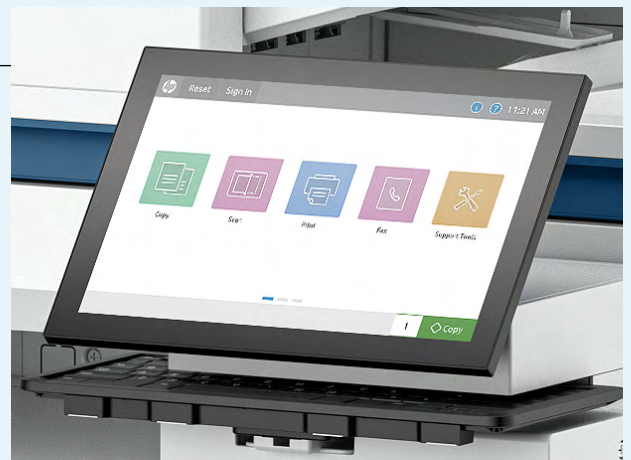 hp
Reset Sign In
11:21 AM
Copy Scan Print Fax Support Tools
1 Copy